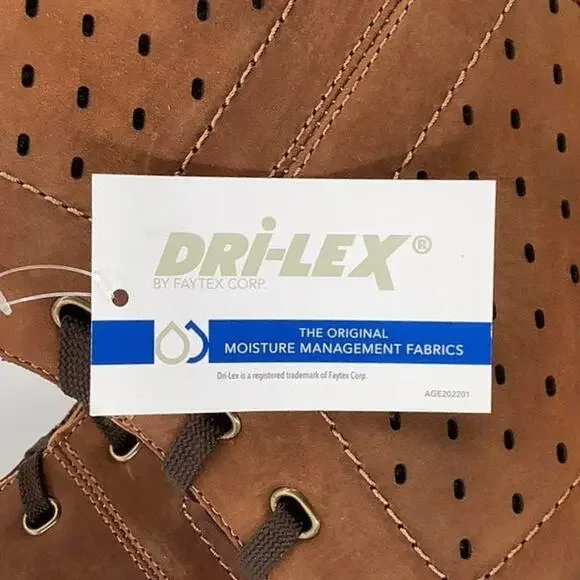 DRi-LEX®
BY FAYTEX CORP.
THE ORIGINAL
MOISTURE MANAGEMENT FABRICS
Dri-Lex is a registered trademark of Faytex Corp.
AGE202201